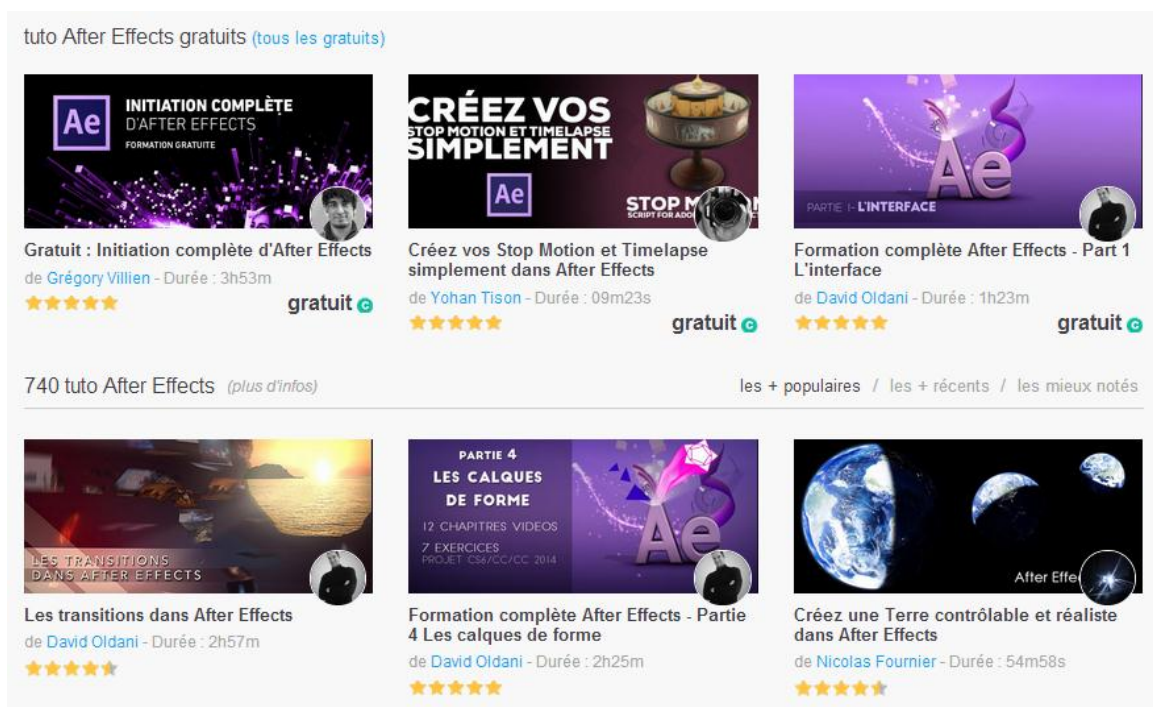 tuto After Effects gratuits (tous les gratuits)
Ae
INITIATION COMPLÈTE
D'AFTER EFFECTS
FORMATION GRATUITE
CRÉEZ VOS
STOP MOTION ET TIMELAPSE
SIMPLEMENT
Ae
STOP M
SCRIPT FOR ADO
Ae
PARTIE 1- L'INTERFACE
Gratuit : Initiation complète d'After Effects
de Grégory Villien - Durée : 3h53m
gratuit c
Créez vos Stop Motion et Timelapse
simplement dans After Effects
de Yohan Tison - Durée : 09m23s
gratuit c
Formation complète After Effects - Part 1
L'interface
de David Oldani - Durée : 1h23m
gratuit c
740 tuto After Effects (plus d'infos)
les + populaires / les + récents / les mieux notés
LES TRANSITIONS
DANS AFTER EFFECTS
PARTIE 4
LES CALQUES
DE FORME
12 CHAPITRES VIDEOS
7 EXERCICES
PROJET CS6/CC/CC 2014
Ae
After Effe
Les transitions dans After Effects
de David Oldani - Durée : 2h57m
Formation complète After Effects - Partie
4 Les calques de forme
de David Oldani - Durée : 2h25m
Créez une Terre contrôlable et réaliste
dans After Effects
de Nicolas Fournier - Durée : 54m58s